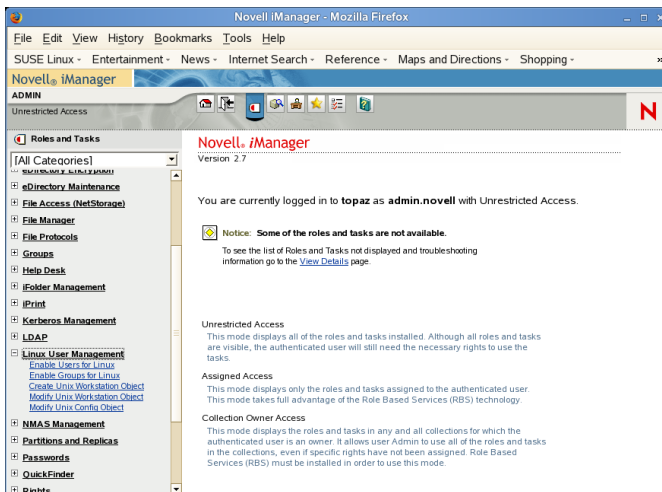 Novell iManager - Mozilla Firefox
File Edit View History Bookmarks Tools Help
SUSE Linux Entertainment News Internet Search Reference Maps and Directions Shopping »
Novell® iManager
ADMIN
Unrestricted Access
N
Roles and Tasks
[All Categories]
eDirectory Encryption
eDirectory Maintenance
File Access (NetStorage)
File Manager
File Protocols
Groups
Help Desk
iFolder Management
iPrint
Kerberos Management
LDAP
Linux User Management
Enable Users for Linux
Enable Groups for Linux
Create Unix Workstation Object
Modify Unix Workstation Object
Modify Unix Config Object
NMAS Management
Partitions and Replicas
Passwords
QuickFinder
Rights
Novell® iManager
Version 2.7
You are currently logged in to topaz as admin.novell with Unrestricted Access.
Notice: Some of the roles and tasks are not available.
To see the list of Roles and Tasks not displayed and troubleshooting
information go to the View Details page.
Unrestricted Access
This mode displays all of the roles and tasks installed. Although all roles and tasks
are visible, the authenticated user will still need the necessary rights to use the
tasks.
Assigned Access
This mode displays only the roles and tasks assigned to the authenticated user.
This mode takes full advantage of the Role Based Services (RBS) technology.
Collection Owner Access
This mode displays the roles and tasks in any and all collections for which the
authenticated user is an owner. It allows user Admin to use all of the roles and tasks
in the collections, even if specific rights have not been assigned. Role Based
Services (RBS) must be installed in order to use this mode.